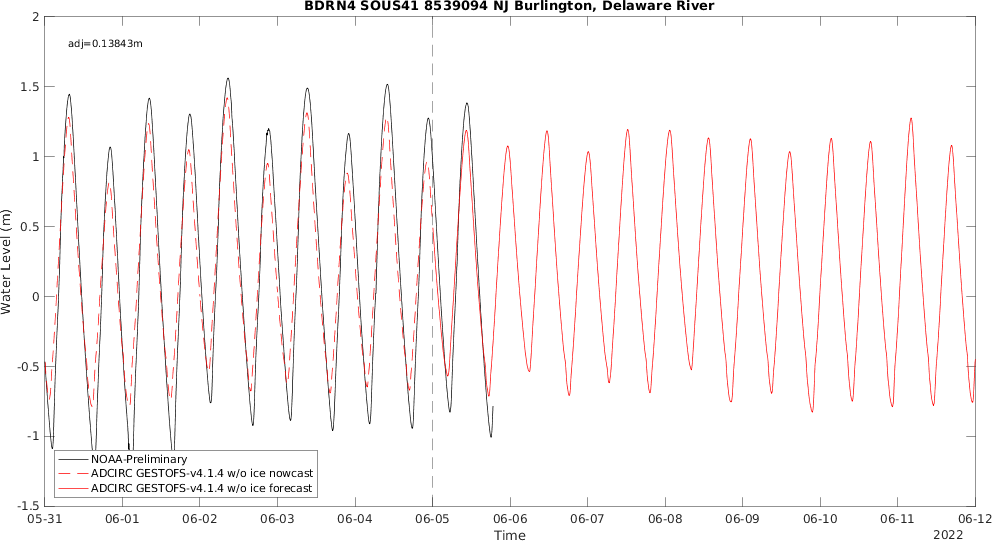 BDRN4 SOUS41 8539094 NJ Burlington, Delaware River
adj=0.13843m
Water Level (m)
2
1.5
1
0.5
0
-0.5
-1
-1.5
NOAA-Preliminary
ADCIRC GESTOFS-v4.1.4 w/o ice nowcast
ADCIRC GESTOFS-v4.1.4 w/o ice forecast
05-31 06-01 06-02 06-03 06-04 06-05 06-06 06-07 06-08 06-09 06-10 06-11 06-12
Time
2022